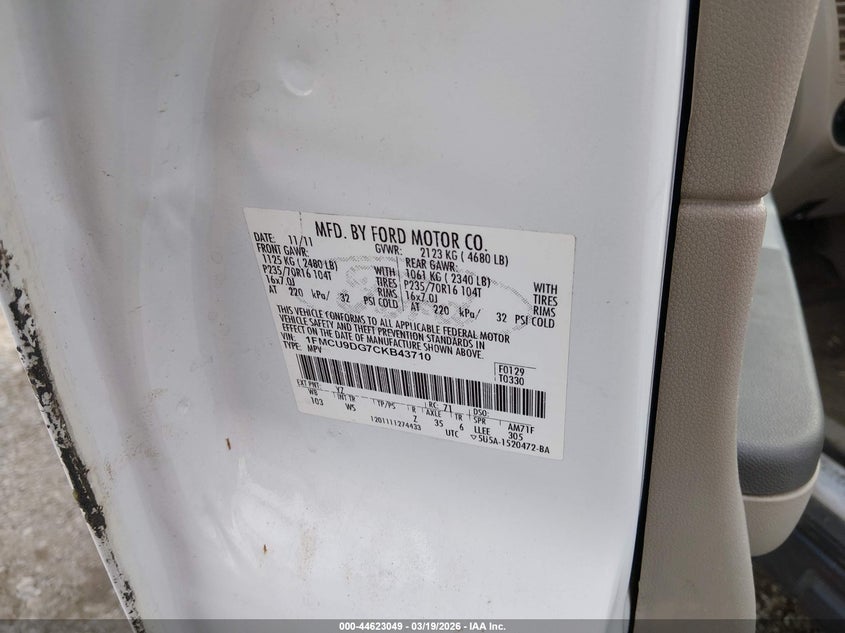 MFD. BY FORD MOTOR CO.
DATE: 11/11 GVWR: 2123 KG ( 4680 LB)
FRONT GAWR: REAR GAWR:
1125 KG ( 2480 LB) WITH 1061 KG ( 2340 LB) WITH
P235/70R16 104T TIRES P235/70R16 104T TIRES
16x7.0J RIMS 16x7.0J RIMS
AT 220 kPa/ 32 PSI COLD AT 220 kPa/ 32 PSI COLD
THIS VEHICLE CONFORMS TO ALL APPLICABLE FEDERAL MOTOR
VEHICLE SAFETY AND THEFT PREVENTION STANDARDS IN
EFFECT ON THE DATE OF MANUFACTURE SHOWN ABOVE.
VIN: 1FMCU9DG7CKB43710 F0129
TYPE: MPV T0330
EXT PNT: YZ RC: 71 DSO:
WB INT TR TP/PS R AXLE TR SPR AM71F
103 WS Z 35 6 LLEE 305
1201111274433 UTC ▽5U5A-1520472-BA
000-44623049 - 03/19/2026 - IAA Inc.